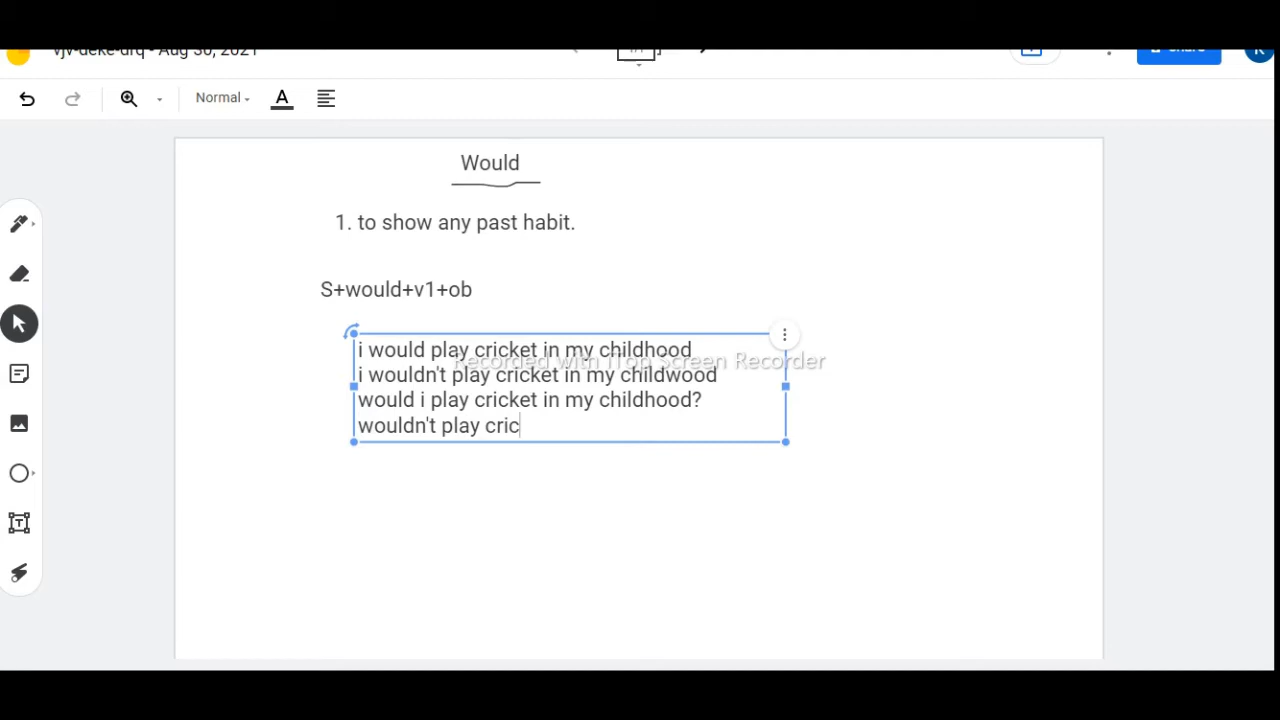 vjv-deke-drq - Aug 30, 2021
Normal
A
Would
1. to show any past habit.
S+would+v1+ob
i would play cricket in my childhood
Recorded with iTop Screen Recorder
i wouldn't play cricket in my childwood
would i play cricket in my childhood?
wouldn't play cric